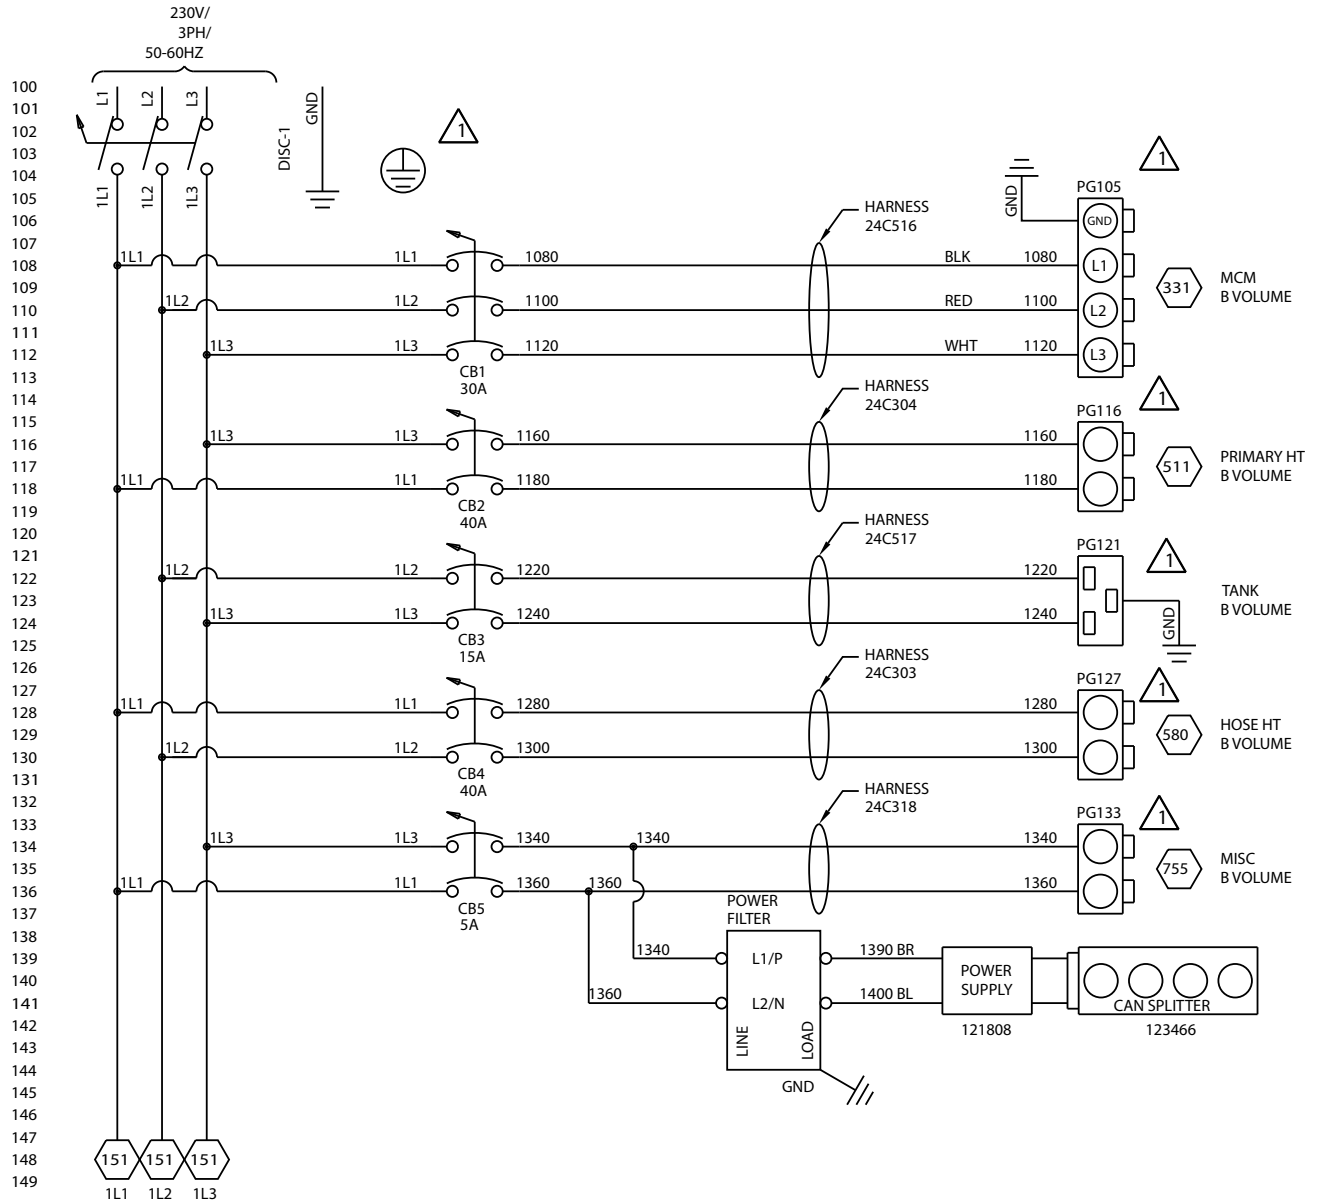 230V/
3PH/
50-60HZ
100
101
102
103
104
105
106
107
108
109
110
111
112
113
114
115
116
117
118
119
120
121
122
123
124
125
126
127
128
129
130
131
132
133
134
135
136
137
138
139
140
141
142
143
144
145
146
147
148
149
L1
L2
L3
1L1
1L2
1L3
DISC-1
GND
1
1L1 1L1 1080
1L2 1L2 1100
1L3 1L3 1120
CB1
30A
HARNESS
24C516
BLK 1080
RED 1100
WHT 1120
GND
PG105
GND
L1
L2
L3
1
331
MCM
B VOLUME
1L3 1L3 1160
1L1 1L1 1180
CB2
40A
HARNESS
24C304
1160
1180
PG116
1
511
PRIMARY HT
B VOLUME
1L2 1L2 1220
1L3 1L3 1240
CB3
15A
HARNESS
24C517
1220
1240
PG121
1
GND
TANK
B VOLUME
1L1 1L1 1280
1L2 1L2 1300
CB4
40A
HARNESS
24C303
1280
1300
PG127
1
580
HOSE HT
B VOLUME
1L3 1L3 1340 1340
1L1 1L1 1360 1360
CB5
5A
HARNESS
24C318
1340
1360
PG133
1
755
MISC
B VOLUME
POWER
FILTER
1340 L1/P 1390 BR
1360 L2/N 1400 BL
LINE
LOAD
GND
POWER
SUPPLY
121808
CAN SPLITTER
123466
151 151 151
1L1 1L2 1L3